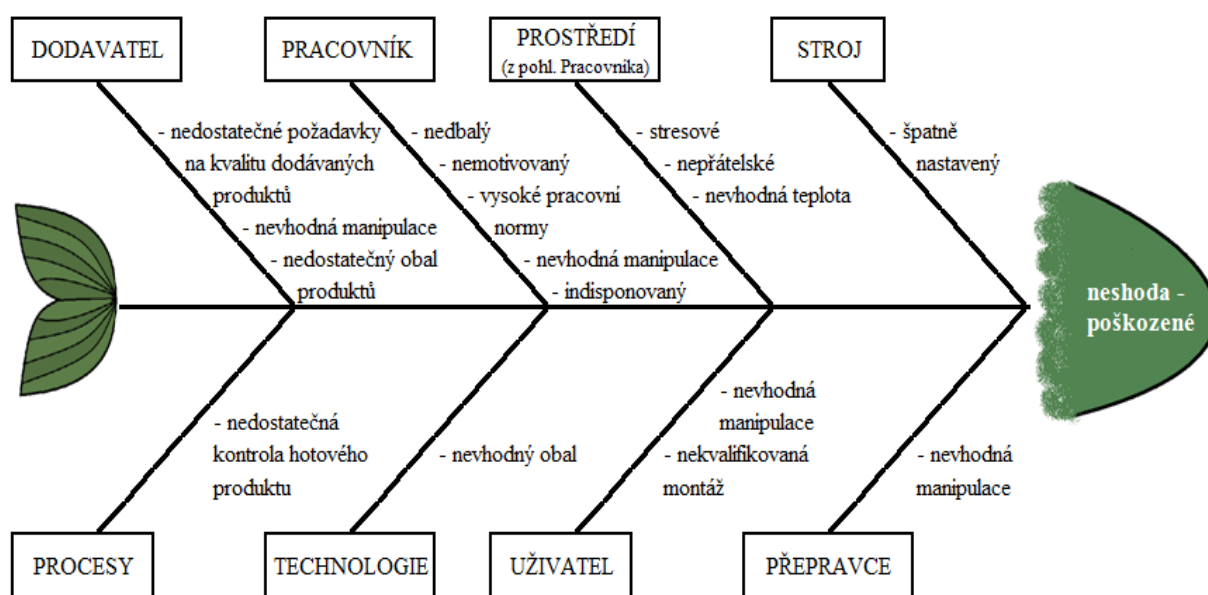 DODAVATEL
PRACOVNÍK
PROSTŘEDÍ
(z pohl. Pracovníka)
STROJ
- nedostatečné požadavky
na kvalitu dodávaných
produktů
- nevhodná manipulace
- nedostatečný obal
produktů
- nedbalý
- nemotivovaný
- vysoké pracovní
normy
- nevhodná manipulace
- indisponovaný
- stresové
- nepřátelské
- nevhodná teplota
- špatně
nastavený
neshoda -
poškozené
- nedostatečná
kontrola hotového
produktu
- nevhodný obal
- nevhodná
manipulace
- nekvalifikovaná
montáž
- nevhodná
manipulace
PROCESY
TECHNOLOGIE
UŽIVATEL
PŘEPRAVCE